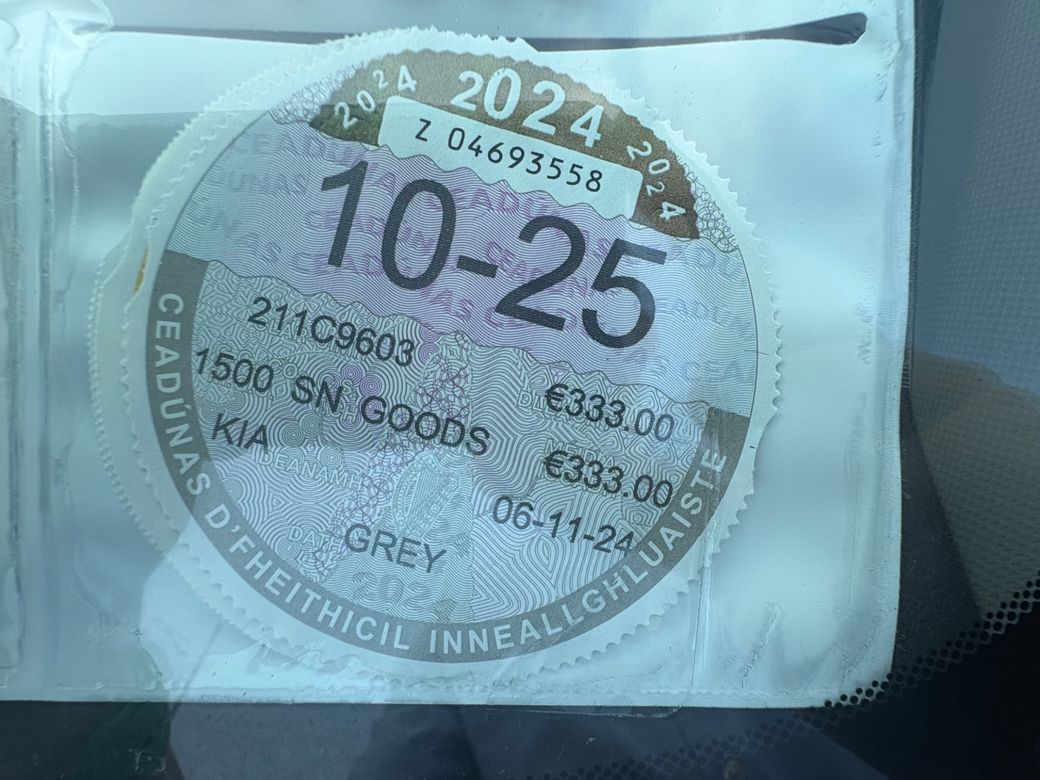 2024 2024 2024
Z 04693558
10-25
211C9603
€333.00
1500 SN GOODS
€333.00
KIA
06-11-24
GREY
CEADÚNAS D'FHEITHICIL INNEALLGHLUAISTE